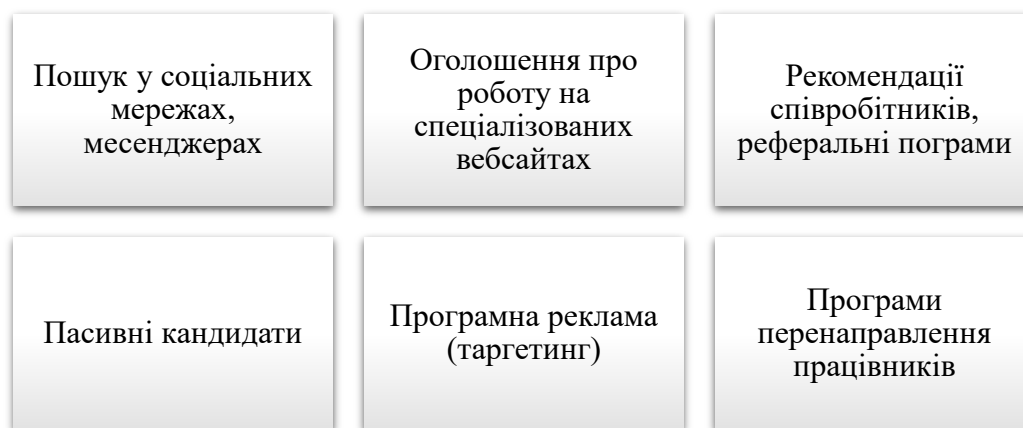 Пошук у соціальних
мережах,
месенджерах
Оголошення про
роботу на
спеціалізованих
вебсайтах
Рекомендації
співробітників,
реферальні пограми
Пасивні кандидати
Програмна реклама
(таргетинг)
Програми
перенаправлення
працівників